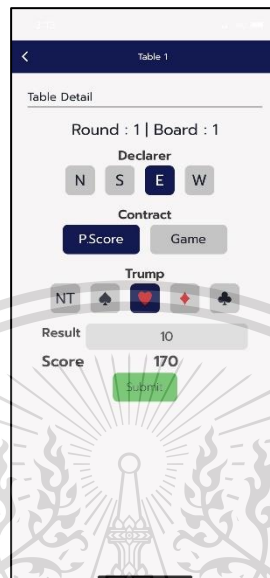 Table 1
Table Detail
Round : 1 | Board : 1
Declarer
N S E W
Contract
P.Score Game
Trump
NT
Result 10
Score 170
Submit